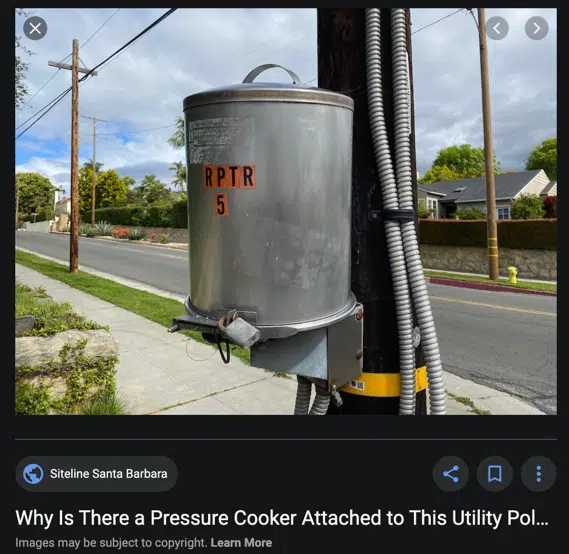 RPTR
5
Siteline Santa Barbara
Why Is There a Pressure Cooker Attached to This Utility Pol...
Images may be subject to copyright. Learn More